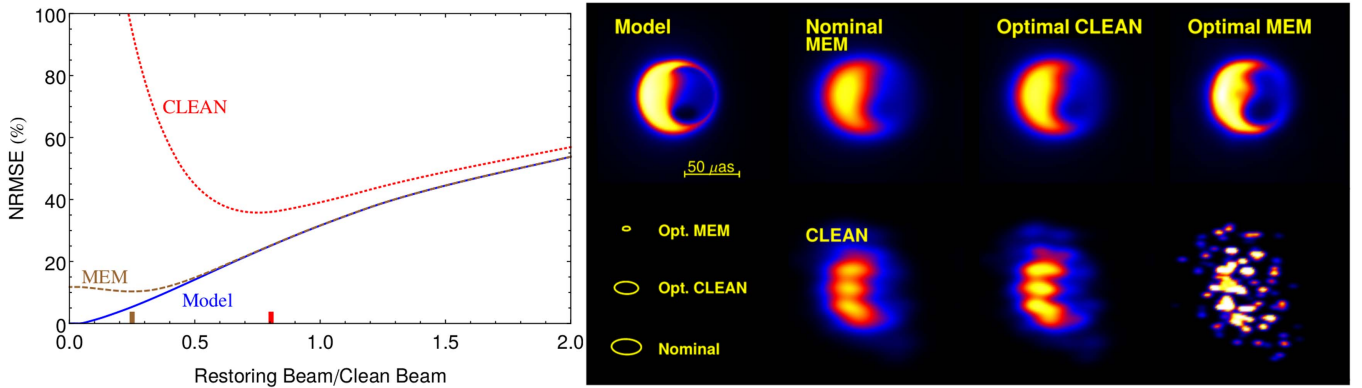 100
80
60
40
20
0
NRMSE (%)
CLEAN
MEM
Model
0.0 0.5 1.0 1.5 2.0
Restoring Beam/Clean Beam
Model
Nominal
MEM
Optimal CLEAN
Optimal MEM
50 μas
Opt. MEM
Opt. CLEAN
Nominal
CLEAN